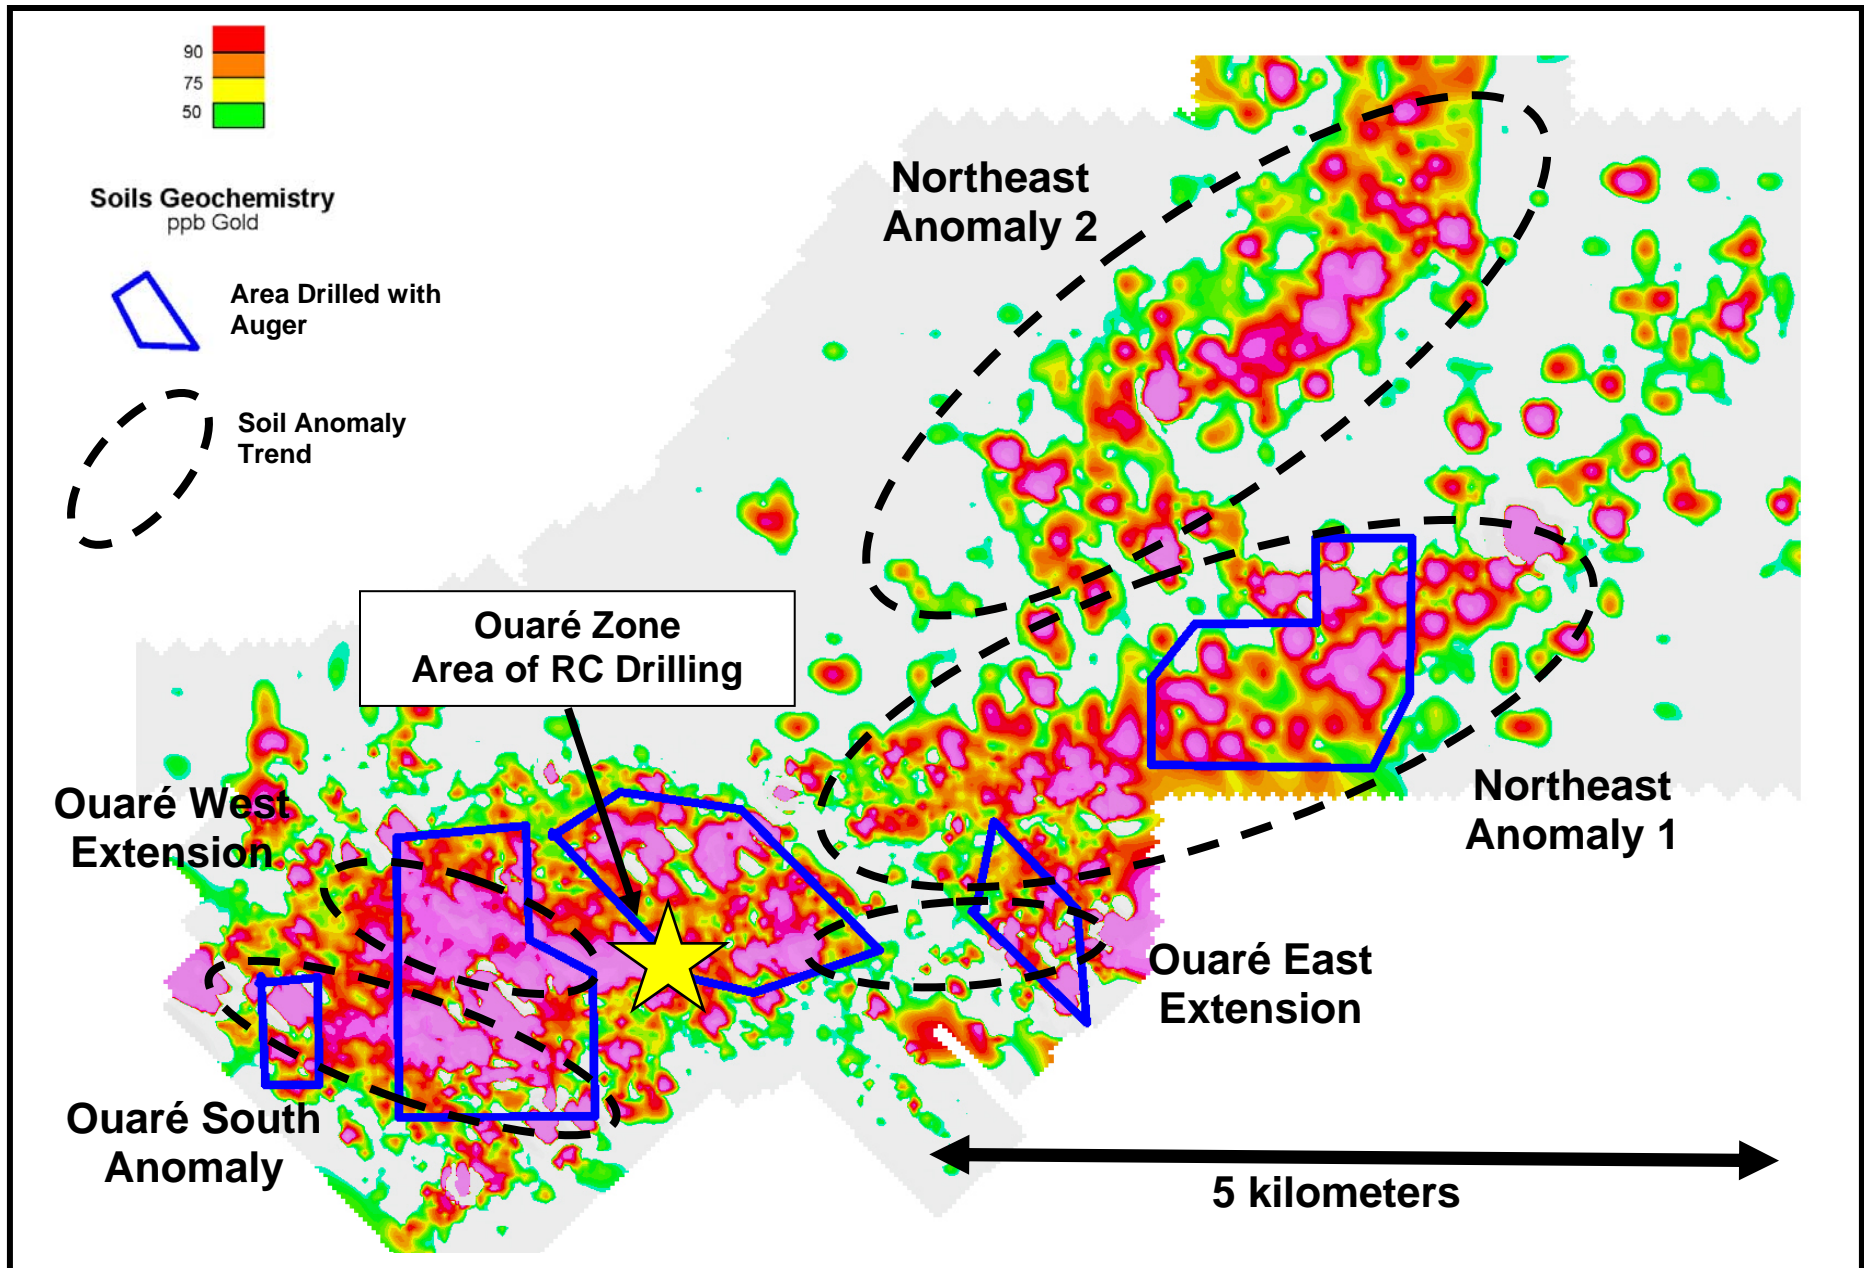 90
75
50
Soils Geochemistry
ppb Gold
Area Drilled with
Auger
Soil Anomaly
Trend
Northeast
Anomaly 2
Ouaré Zone
Area of RC Drilling
Ouaré West
Extension
Northeast
Anomaly 1
Ouaré East
Extension
Ouaré South
Anomaly
5 kilometers